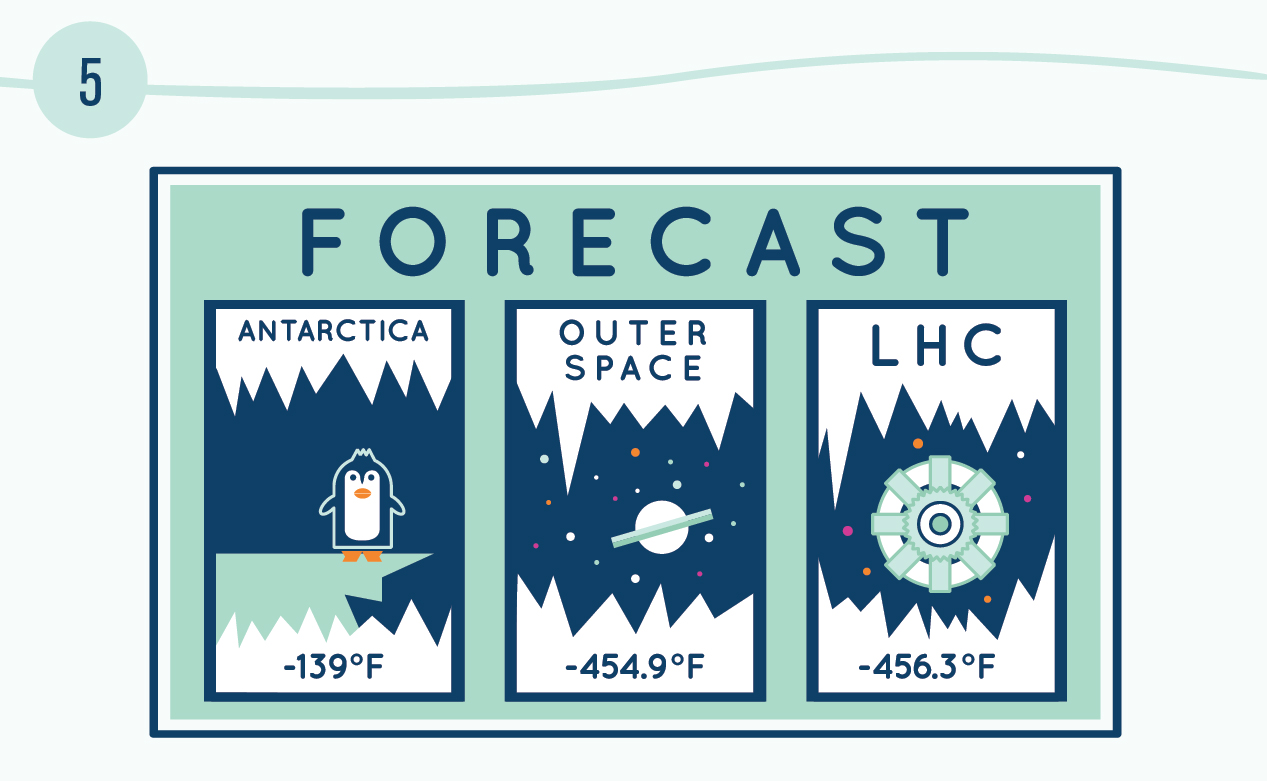 5
FORECAST
ANTARCTICA
-139°F
OUTER
SPACE
-454.9°F
LHC
-456.3°F